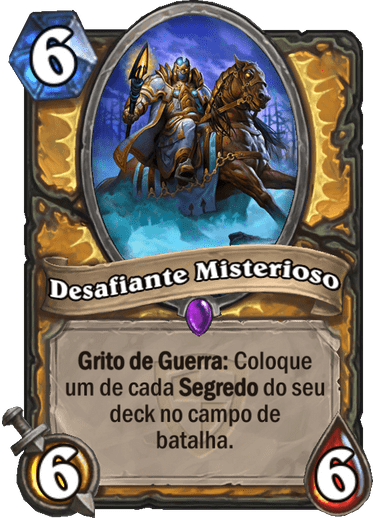 6
Desafiante Misterioso
Grito de Guerra: Coloque
um de cada Segredo do seu
deck no campo de
batalha.
6
6